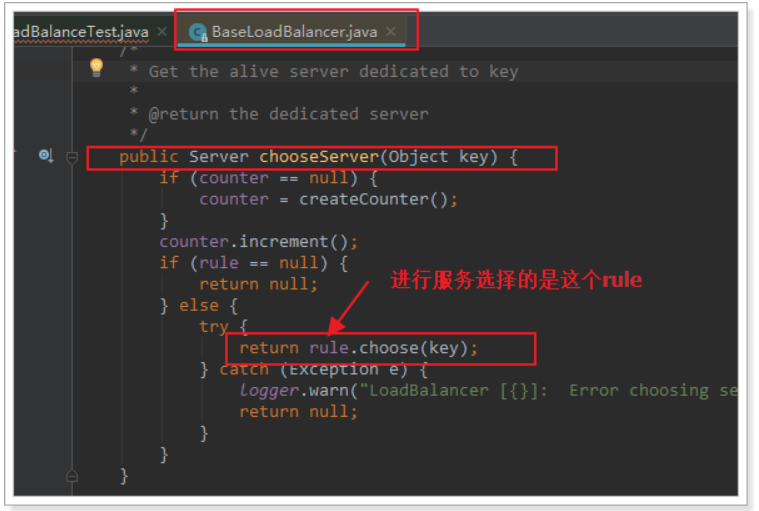 adBalanceTest.java × BaseLoadBalancer.java ×
/*
* Get the alive server dedicated to key
*
* @return the dedicated server
*/
public Server chooseServer(Object key) {
if (counter == null) {
counter = createCounter();
}
counter.increment();
if (rule == null) {
return null;
进行服务选择的是这个rule
} else {
try {
return rule.choose(key);
} catch (Exception e) {
logger.warn("LoadBalancer [{}]:  Error choosing se
return null;
}
}
}